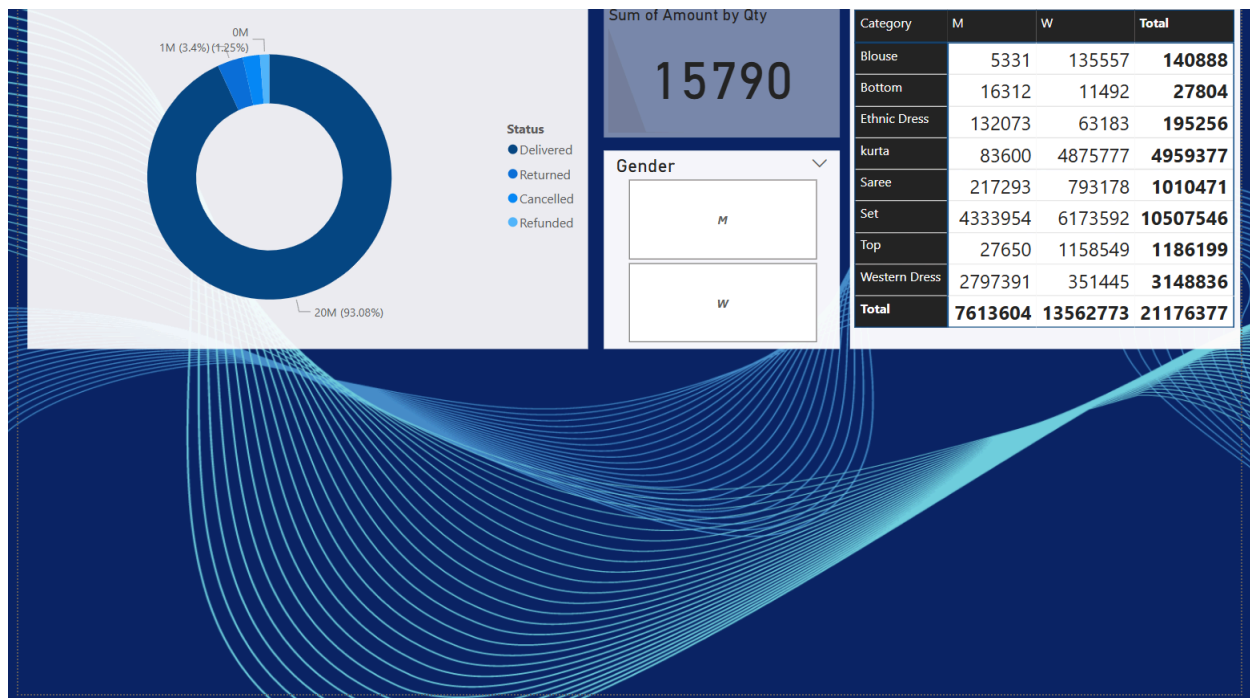 0M
1M (3.4%) (1.25%)
Status
Delivered
Returned
Cancelled
Refunded
20M (93.08%)
Sum of Amount by Qty
15790
Gender
M
W
Category M W Total
Blouse 5331 135557 140888
Bottom 16312 11492 27804
Ethnic Dress 132073 63183 195256
kurta 83600 4875777 4959377
Saree 217293 793178 1010471
Set 4333954 6173592 10507546
Top 27650 1158549 1186199
Western Dress 2797391 351445 3148836
Total 7613604 13562773 21176377